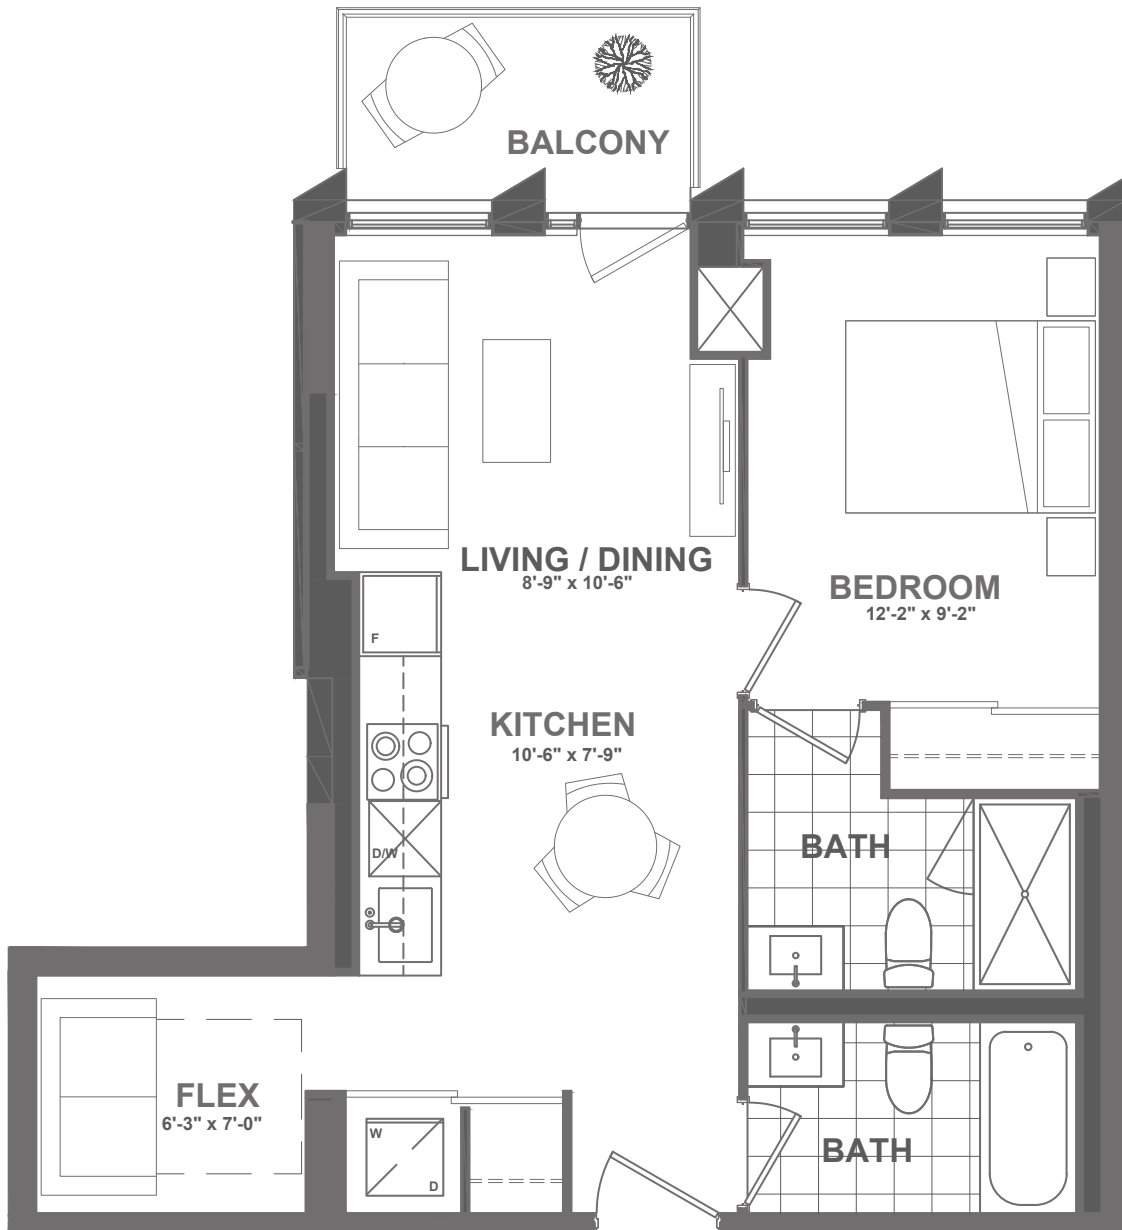 BALCONY
LIVING / DINING
8'-9" x 10'-6"
BEDROOM
12'-2" x 9'-2"
F
KITCHEN
10'-6" x 7'-9"
D/W
BATH
FLEX
6'-3" x 7'-0"
W
D
BATH